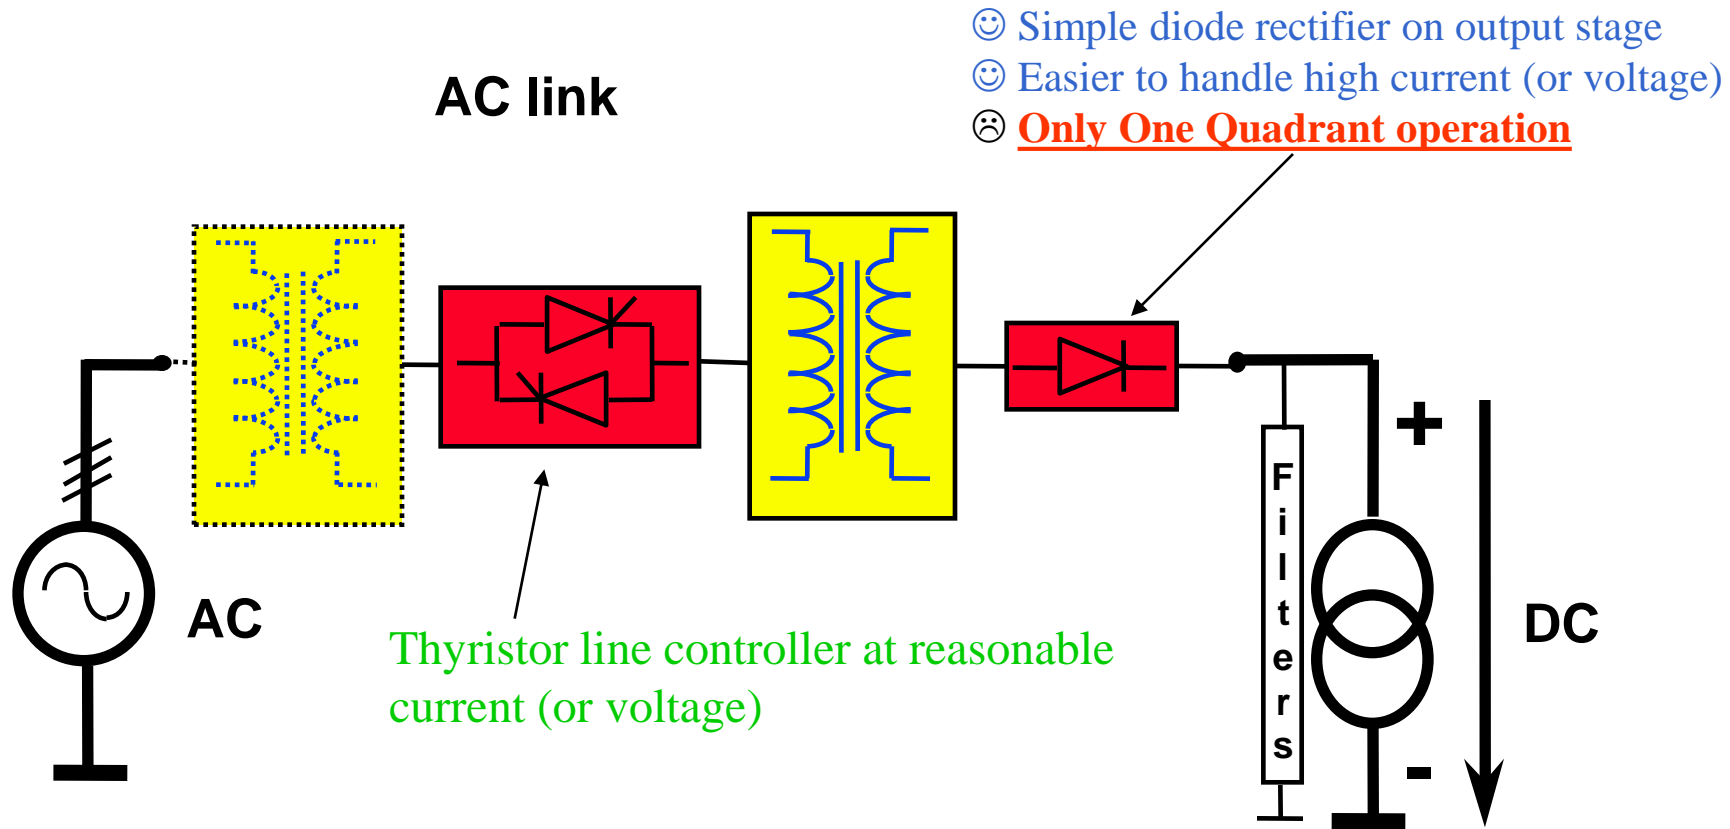 ☺ Simple diode rectifier on output stage
☺ Easier to handle high current (or voltage)
☹ Only One Quadrant operation
AC link
AC
Thyristor line controller at reasonable
current (or voltage)
Filters
+
-
DC